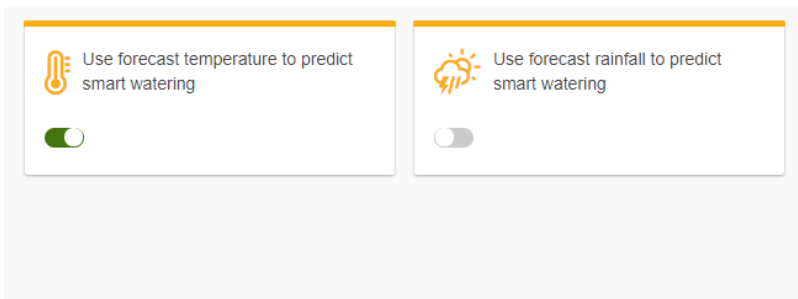 Use forecast temperature to predict
smart watering
Use forecast rainfall to predict
smart watering